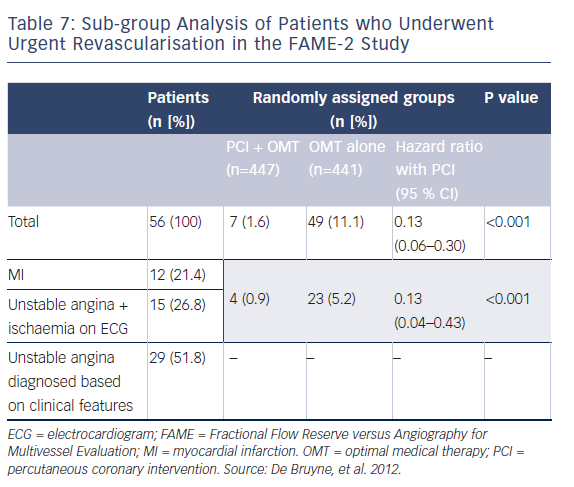 Table 7: Sub-group Analysis of Patients who Underwent
Urgent Revascularisation in the FAME-2 Study
Patients Randomly assigned groups P value
(n [%]) (n [%])
PCI + OMT OMT alone Hazard ratio
(n=447) (n=441) with PCI
(95 % CI)
Total 56 (100) 7 (1.6) 49 (11.1) 0.13 <0.001
(0.06–0.30)
MI 12 (21.4)
Unstable angina + 15 (26.8) 4 (0.9) 23 (5.2) 0.13 <0.001
ischaemia on ECG (0.04–0.43)
Unstable angina 29 (51.8) – – – –
diagnosed based
on clinical features
ECG = electrocardiogram; FAME = Fractional Flow Reserve versus Angiography for
Multivessel Evaluation; MI = myocardial infarction. OMT = optimal medical therapy; PCI =
percutaneous coronary intervention. Source: De Bruyne, et al. 2012.